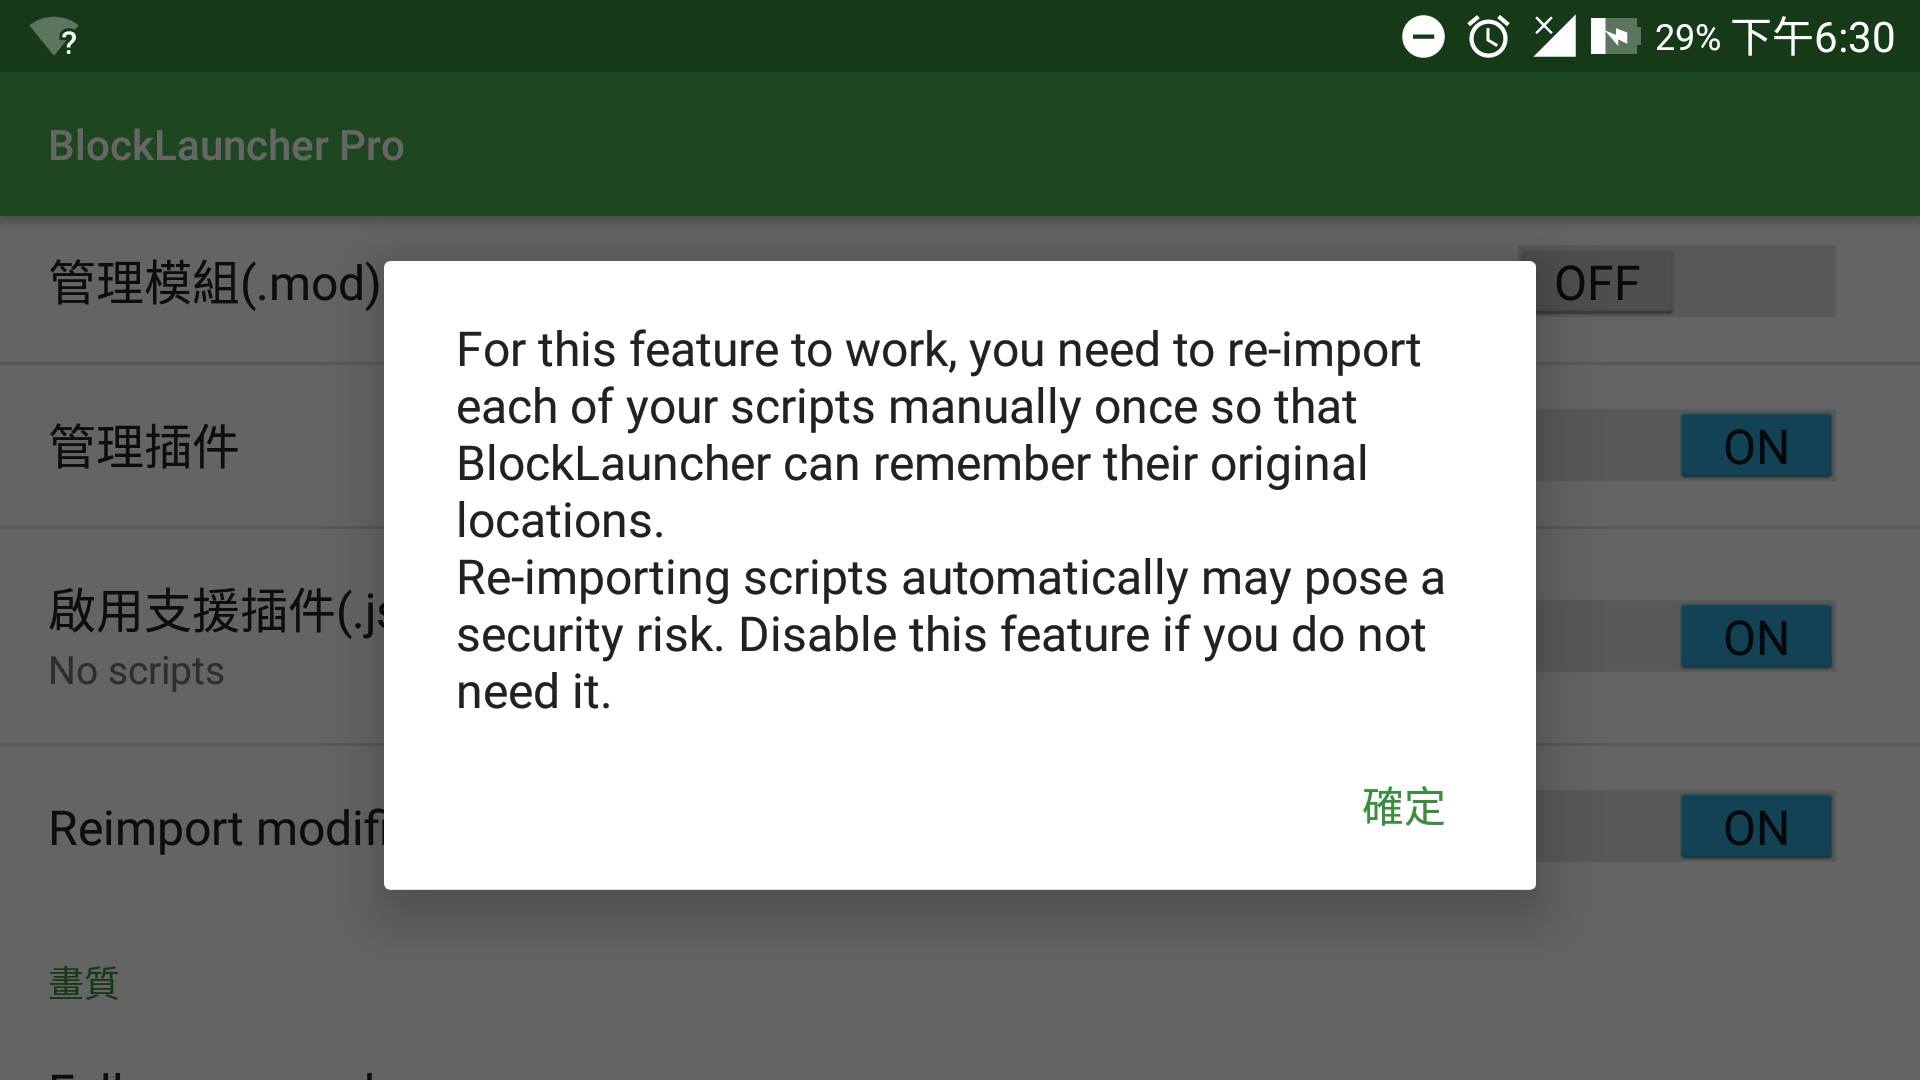 29% 下午6:30
BlockLauncher Pro
管理模組(.mod)
OFF
For this feature to work, you need to re-import
each of your scripts manually once so that
BlockLauncher can remember their original
locations.
Re-importing scripts automatically may pose a
security risk. Disable this feature if you do not
need it.
確定
管理插件
ON
啟用支援插件(.js
No scripts
ON
Reimport modifi
ON
畫質